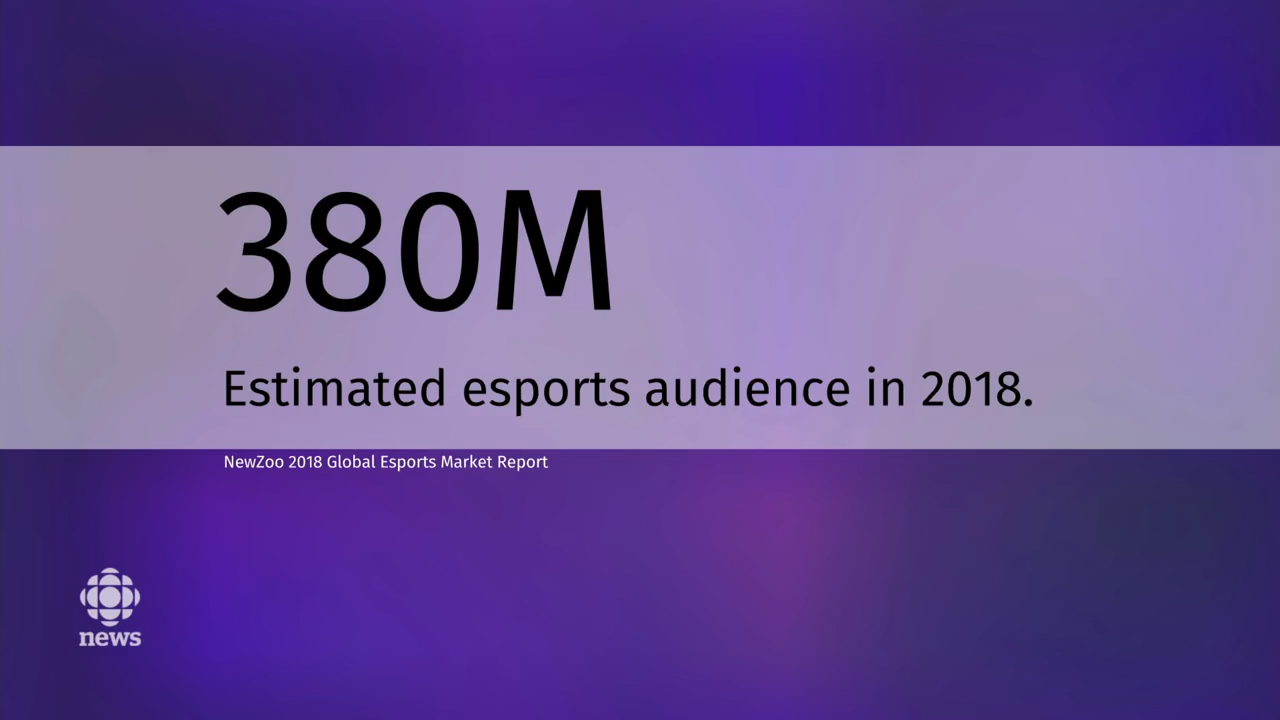 380M
Estimated esports audience in 2018.
NewZoo 2018 Global Esports Market Report
news